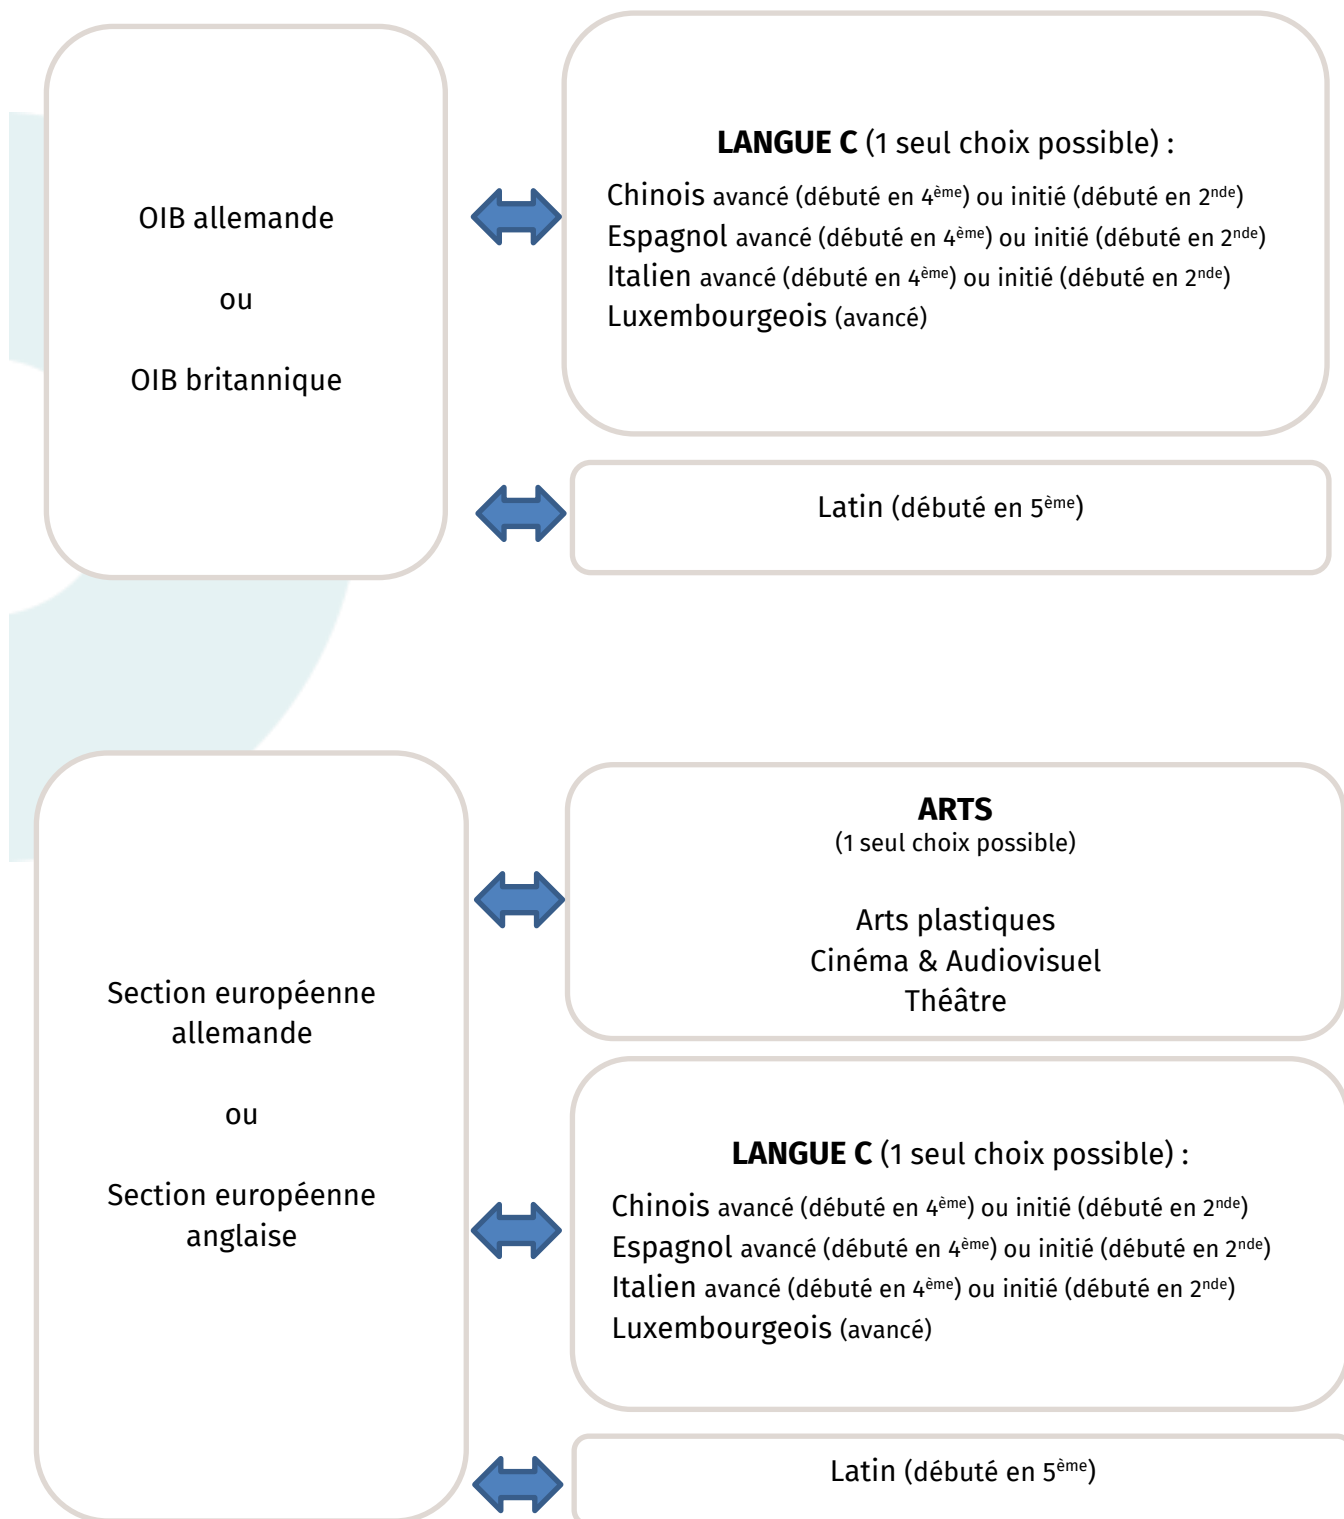 OIB allemande
ou
OIB britannique
LANGUE C (1 seul choix possible) :
Chinois avancé (débuté en 4ème) ou initié (débuté en 2nde)
Espagnol avancé (débuté en 4ème) ou initié (débuté en 2nde)
Italien avancé (débuté en 4ème) ou initié (débuté en 2nde)
Luxembourgeois (avancé)
Latin (débuté en 5ème)
Section européenne
allemande
ou
Section européenne
anglaise
ARTS
(1 seul choix possible)
Arts plastiques
Cinéma & Audiovisuel
Théâtre
LANGUE C (1 seul choix possible) :
Chinois avancé (débuté en 4ème) ou initié (débuté en 2nde)
Espagnol avancé (débuté en 4ème) ou initié (débuté en 2nde)
Italien avancé (débuté en 4ème) ou initié (débuté en 2nde)
Luxembourgeois (avancé)
Latin (débuté en 5ème)